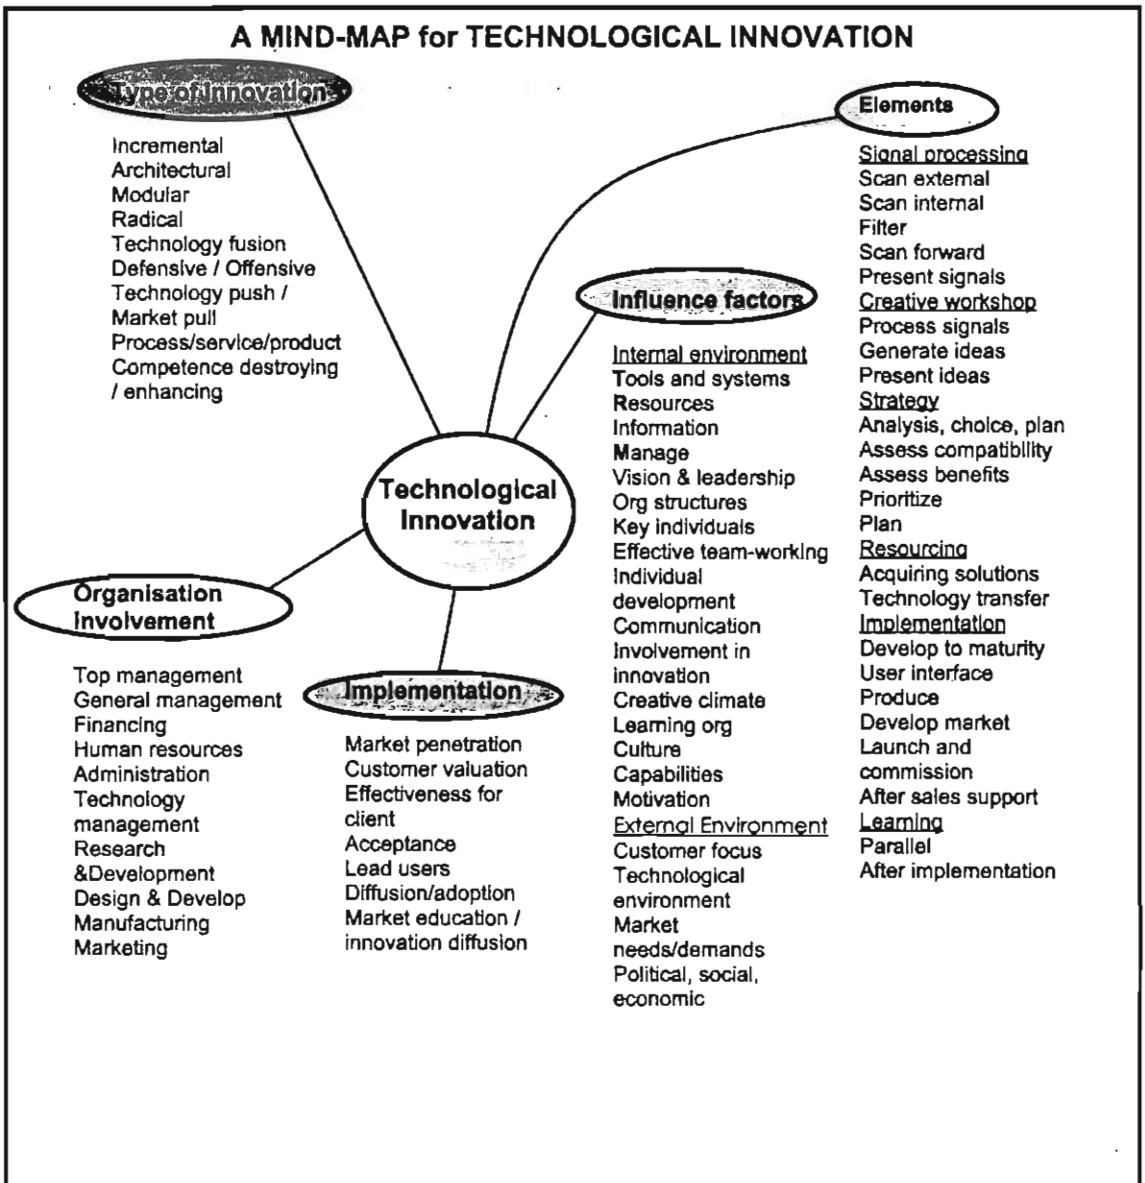 A MIND-MAP for TECHNOLOGICAL INNOVATION
Type of Innovation
Incremental
Architectural
Modular
Radical
Technology fusion
Defensive / Offensive
Technology push /
Market pull
Process/service/product
Competence destroying
/ enhancing
Elements
Signal processing
Scan external
Scan internal
Filter
Scan forward
Present signals
Creative workshop
Process signals
Generate ideas
Present ideas
Strategy
Analysis, choice, plan
Assess compatibility
Assess benefits
Prioritize
Plan
Resourcing
Acquiring solutions
Technology transfer
Implementation
Develop to maturity
User interface
Produce
Develop market
Launch and
commission
After sales support
Learning
Parallel
After implementation
Influence factors
Internal environment
Tools and systems
Resources
Information
Manage
Vision & leadership
Org structures
Key individuals
Effective team-working
Individual
development
Communication
Involvement in
innovation
Creative climate
Learning org
Culture
Capabilities
Motivation
External Environment
Customer focus
Technological
environment
Market
needs/demands
Political, social,
economic
Technological
Innovation
Organisation
Involvement
Top management
General management
Financing
Human resources
Administration
Technology
management
Research
&Development
Design & Develop
Manufacturing
Marketing
Implementation
Market penetration
Customer valuation
Effectiveness for
client
Acceptance
Lead users
Diffusion/adoption
Market education /
innovation diffusion